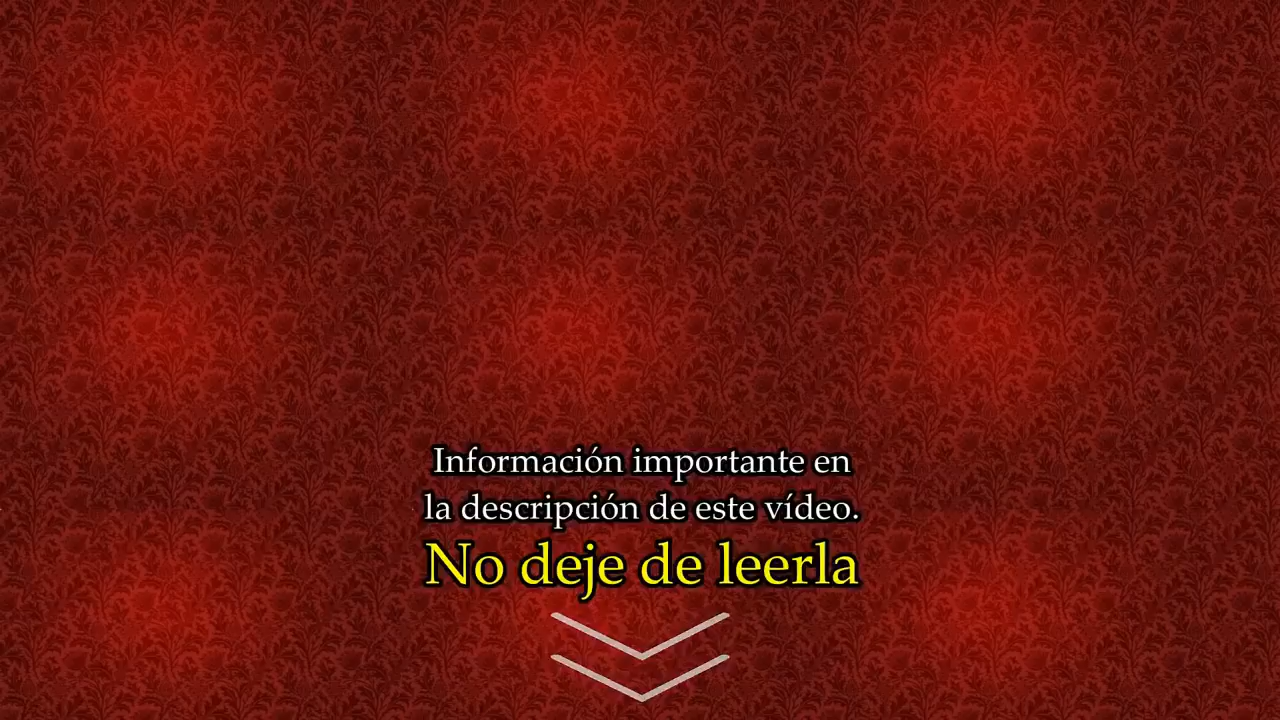 Información importante en
la descripción de este vídeo.
No deje de leerla